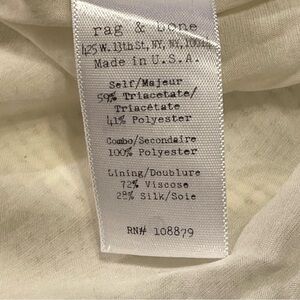 rag & bone
425 W. 13th St, NY, NY, 10014
Made in U.S.A.
Self/Majeur
59% Triacetate/
Triacétate
41% Polyester
Combo/Secondaire
100% Polyester
Lining/Doublure
72% Viscose
28% Silk/Soie
RN# 108879